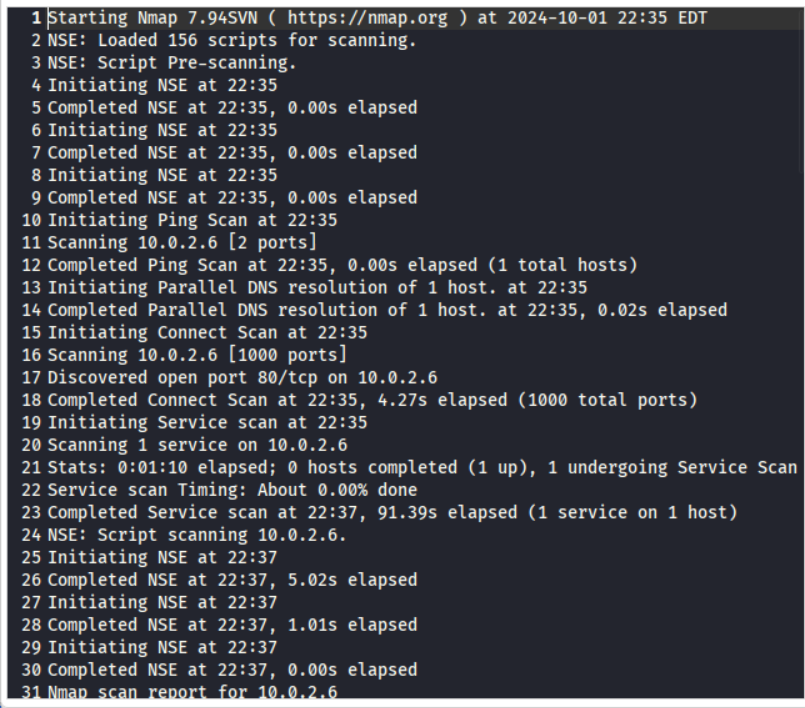 1 Starting Nmap 7.94SVN ( https://nmap.org ) at 2024-10-01 22:35 EDT
2 NSE: Loaded 156 scripts for scanning.
3 NSE: Script Pre-scanning.
4 Initiating NSE at 22:35
5 Completed NSE at 22:35, 0.00s elapsed
6 Initiating NSE at 22:35
7 Completed NSE at 22:35, 0.00s elapsed
8 Initiating NSE at 22:35
9 Completed NSE at 22:35, 0.00s elapsed
10 Initiating Ping Scan at 22:35
11 Scanning 10.0.2.6 [2 ports]
12 Completed Ping Scan at 22:35, 0.00s elapsed (1 total hosts)
13 Initiating Parallel DNS resolution of 1 host. at 22:35
14 Completed Parallel DNS resolution of 1 host. at 22:35, 0.02s elapsed
15 Initiating Connect Scan at 22:35
16 Scanning 10.0.2.6 [1000 ports]
17 Discovered open port 80/tcp on 10.0.2.6
18 Completed Connect Scan at 22:35, 4.27s elapsed (1000 total ports)
19 Initiating Service scan at 22:35
20 Scanning 1 service on 10.0.2.6
21 Stats: 0:01:10 elapsed; 0 hosts completed (1 up), 1 undergoing Service Scan
22 Service scan Timing: About 0.00% done
23 Completed Service scan at 22:37, 91.39s elapsed (1 service on 1 host)
24 NSE: Script scanning 10.0.2.6.
25 Initiating NSE at 22:37
26 Completed NSE at 22:37, 5.02s elapsed
27 Initiating NSE at 22:37
28 Completed NSE at 22:37, 1.01s elapsed
29 Initiating NSE at 22:37
30 Completed NSE at 22:37, 0.00s elapsed
31 Nmap scan report for 10.0.2.6